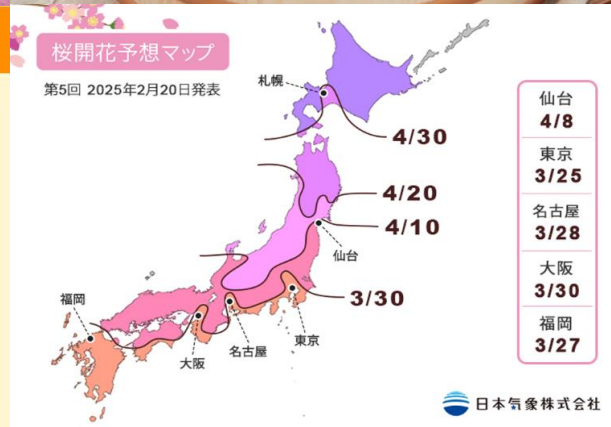 桜開花予想マップ
第5回 2025年2月20日発表
札幌
4/30
4/20
4/10
仙台
3/30
福岡
東京
名古屋
大阪
仙台
4/8
東京
3/25
名古屋
3/28
大阪
3/30
福岡
3/27
日本気象株式会社